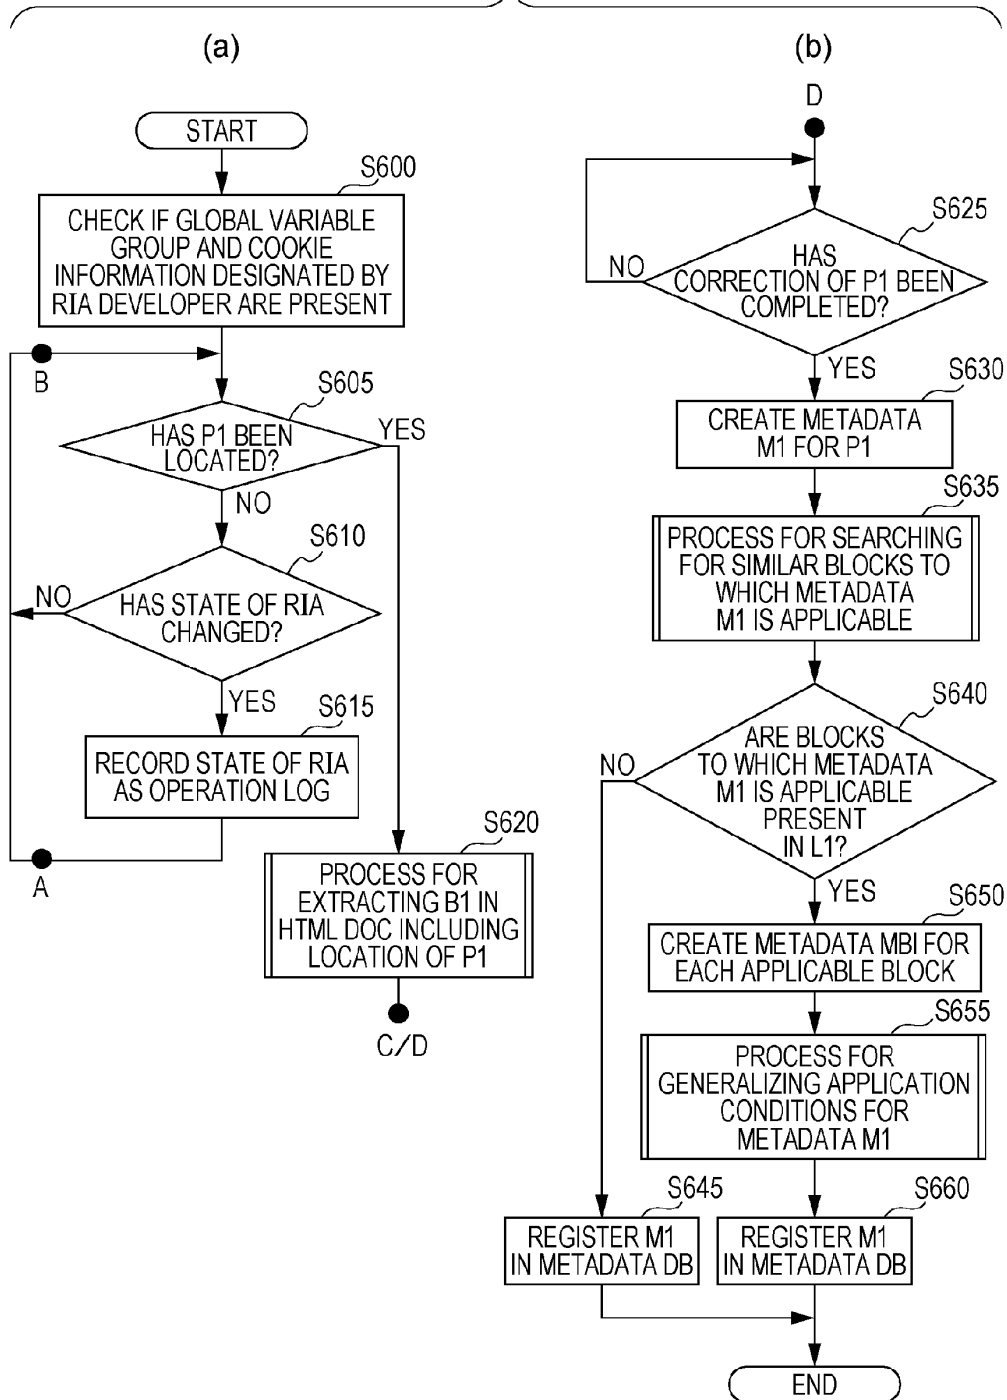 (a)
START
S600
CHECK IF GLOBAL VARIABLE
GROUP AND COOKIE
INFORMATION DESIGNATED BY
RIA DEVELOPER ARE PRESENT
B
S605
HAS P1 BEEN
LOCATED?
YES
NO
S610
NO
HAS STATE OF RIA
CHANGED?
YES
S615
RECORD STATE OF RIA
AS OPERATION LOG
A
S620
PROCESS FOR
EXTRACTING B1 IN
HTML DOC INCLUDING
LOCATION OF P1
C/D
(b)
D
S625
NO
HAS
CORRECTION OF P1 BEEN
COMPLETED?
YES
S630
CREATE METADATA
M1 FOR P1
S635
PROCESS FOR SEARCHING
FOR SIMILAR BLOCKS TO
WHICH METADATA
M1 IS APPLICABLE
S640
NO
ARE BLOCKS
TO WHICH METADATA
M1 IS APPLICABLE
PRESENT
IN L1?
YES
S650
CREATE METADATA MBI FOR
EACH APPLICABLE BLOCK
S655
PROCESS FOR
GENERALIZING APPLICATION
CONDITIONS FOR
METADATA M1
S645
REGISTER M1
IN METADATA DB
S660
REGISTER M1
IN METADATA DB
END